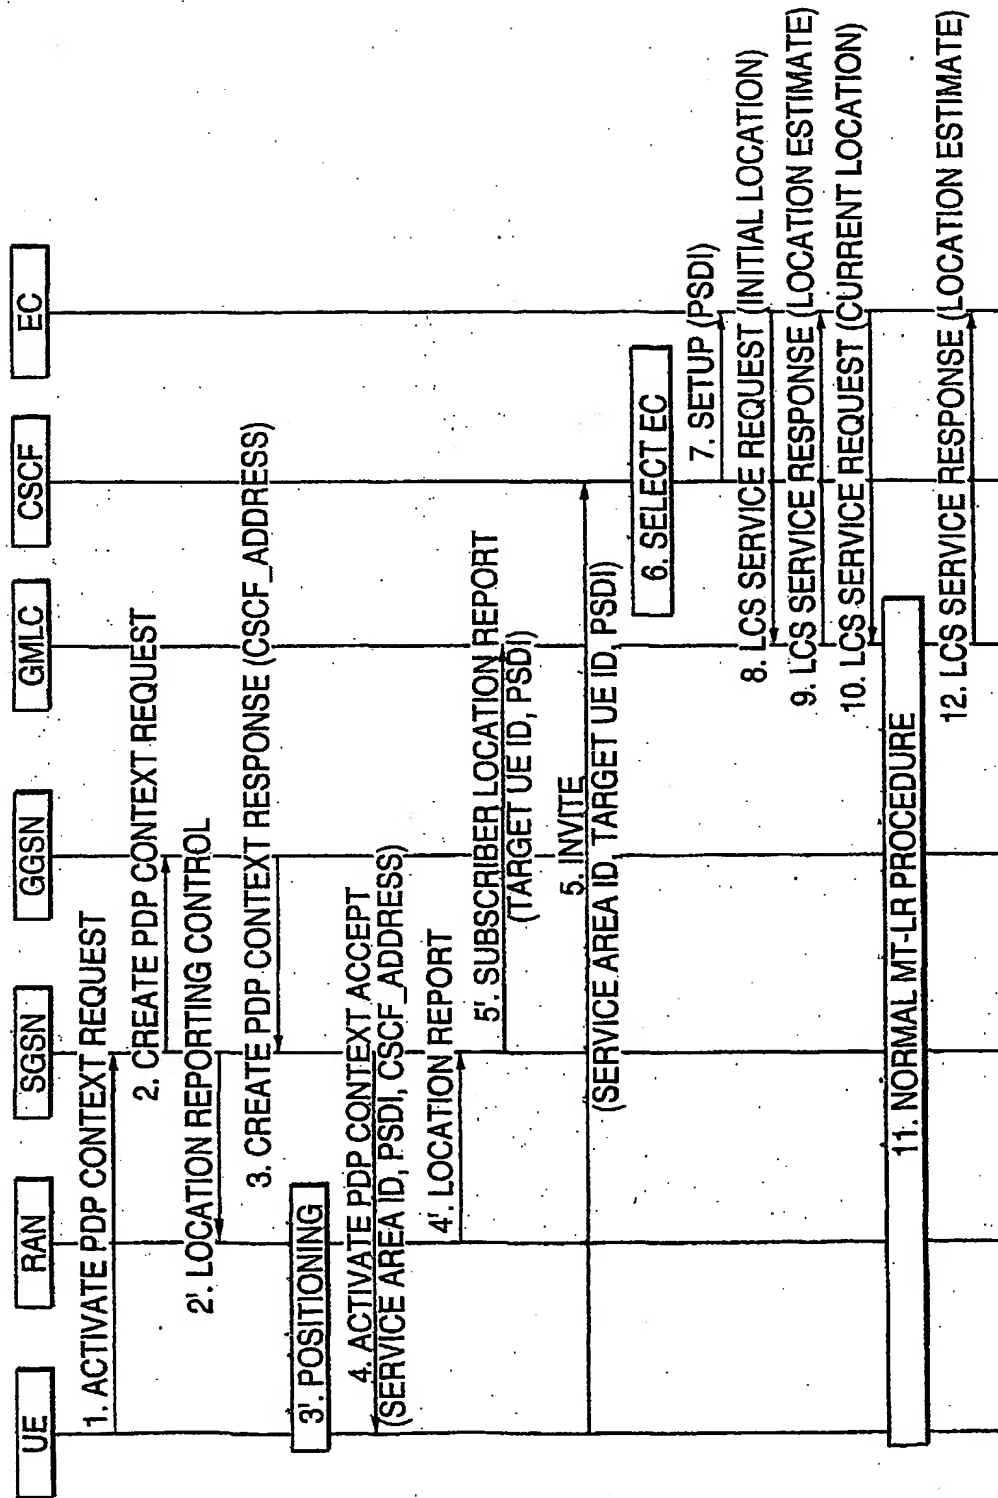 UE
RAN
SGSN
GGSN
GMLC
CSCF
EC
1. ACTIVATE PDP CONTEXT REQUEST
2. CREATE PDP CONTEXT REQUEST
2'. LOCATION REPORTING CONTROL
3. CREATE PDP CONTEXT RESPONSE (CSCF_ADDRESS)
3'. POSITIONING
4. ACTIVATE PDP CONTEXT ACCEPT
(SERVICE AREA ID, PSDI, CSCF_ADDRESS)
4'. LOCATION REPORT
5'. SUBSCRIBER LOCATION REPORT
(TARGET UE ID, PSDI)
5. INVITE
(SERVICE AREA ID, TARGET UE ID, PSDI)
6. SELECT EC
7. SETUP (PSDI)
8. LCS SERVICE REQUEST (INITIAL LOCATION)
9. LCS SERVICE RESPONSE (LOCATION ESTIMATE)
10. LCS SERVICE REQUEST (CURRENT LOCATION)
11. NORMAL MT-LR PROCEDURE
12. LCS SERVICE RESPONSE (LOCATION ESTIMATE)